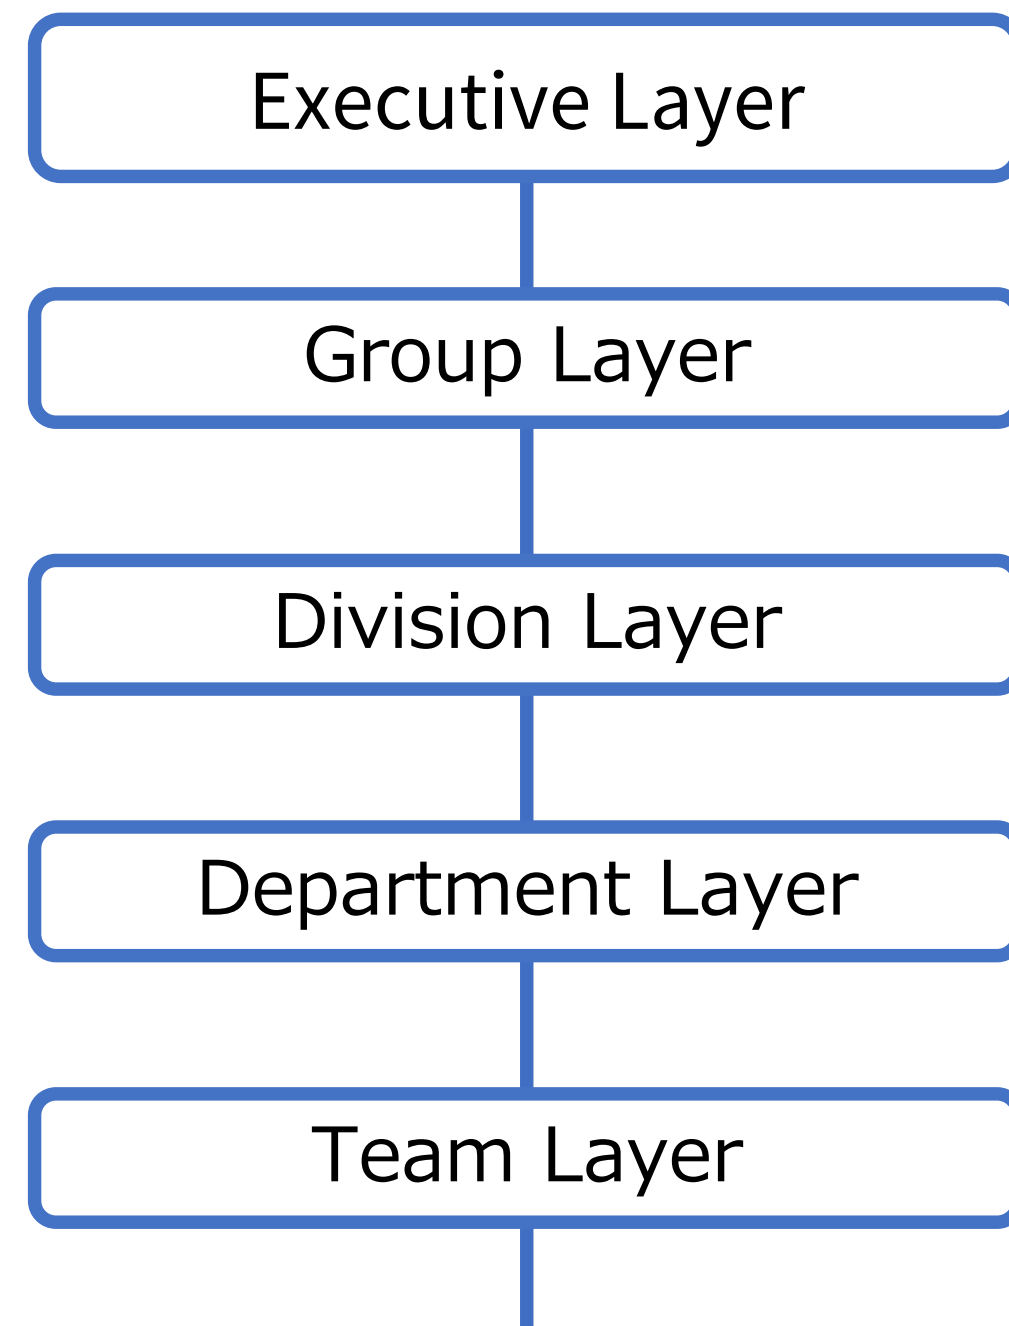 Executive Layer
Group Layer
Division Layer
Department Layer
Team Layer